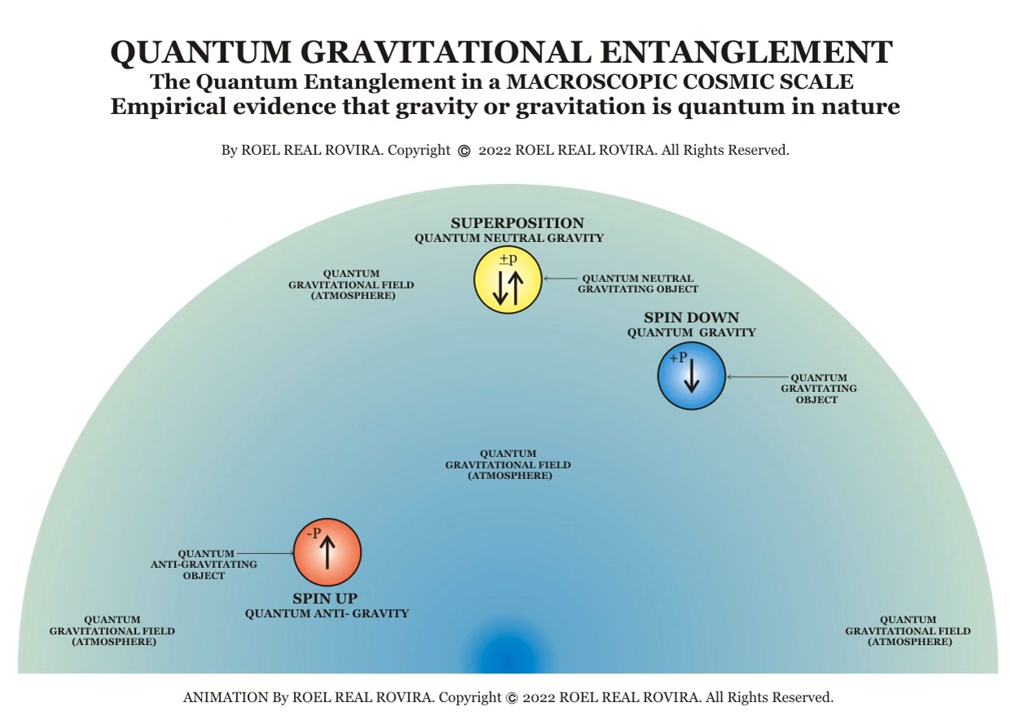 QUANTUM GRAVITATIONAL ENTANGLEMENT
The Quantum Entanglement in a MACROSCOPIC COSMIC SCALE
Empirical evidence that gravity or gravitation is quantum in nature
By ROEL REAL ROVIRA. Copyright © 2022 ROEL REAL ROVIRA. All Rights Reserved.
SUPERPOSITION
QUANTUM NEUTRAL GRAVITY
±p
QUANTUM
GRAVITATIONAL FIELD
(ATMOSPHERE)
QUANTUM NEUTRAL
GRAVITATING OBJECT
SPIN DOWN
QUANTUM GRAVITY
+P
QUANTUM
GRAVITATING
OBJECT
QUANTUM
GRAVITATIONAL FIELD
(ATMOSPHERE)
-P
QUANTUM
ANTI-GRAVITATING
OBJECT
SPIN UP
QUANTUM ANTI- GRAVITY
QUANTUM
GRAVITATIONAL FIELD
(ATMOSPHERE)
QUANTUM
GRAVITATIONAL FIELD
(ATMOSPHERE)
ANIMATION By ROEL REAL ROVIRA. Copyright © 2022 ROEL REAL ROVIRA. All Rights Reserved.